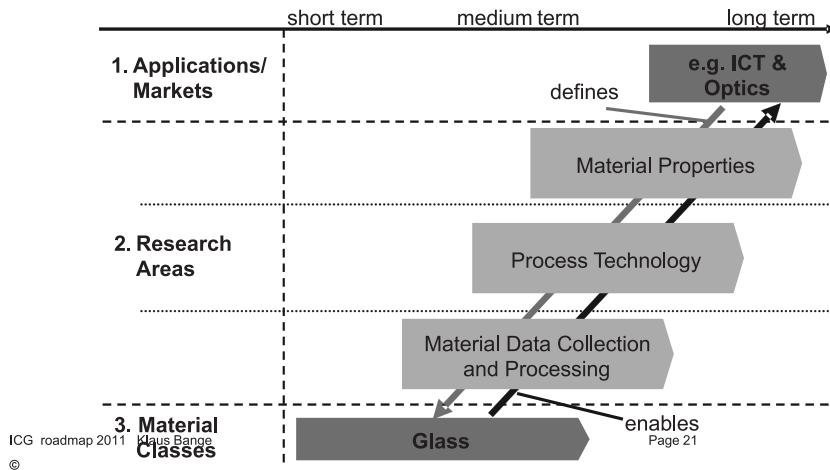 short term medium term long term
1. Applications/
Markets
e.g. ICT &
Optics
defines
Material Properties
2. Research
Areas
Process Technology
Material Data Collection
and Processing
enables
3. Material
Classes
Glass
ICG roadmap 2011 Klaus Bange
Page 21
©